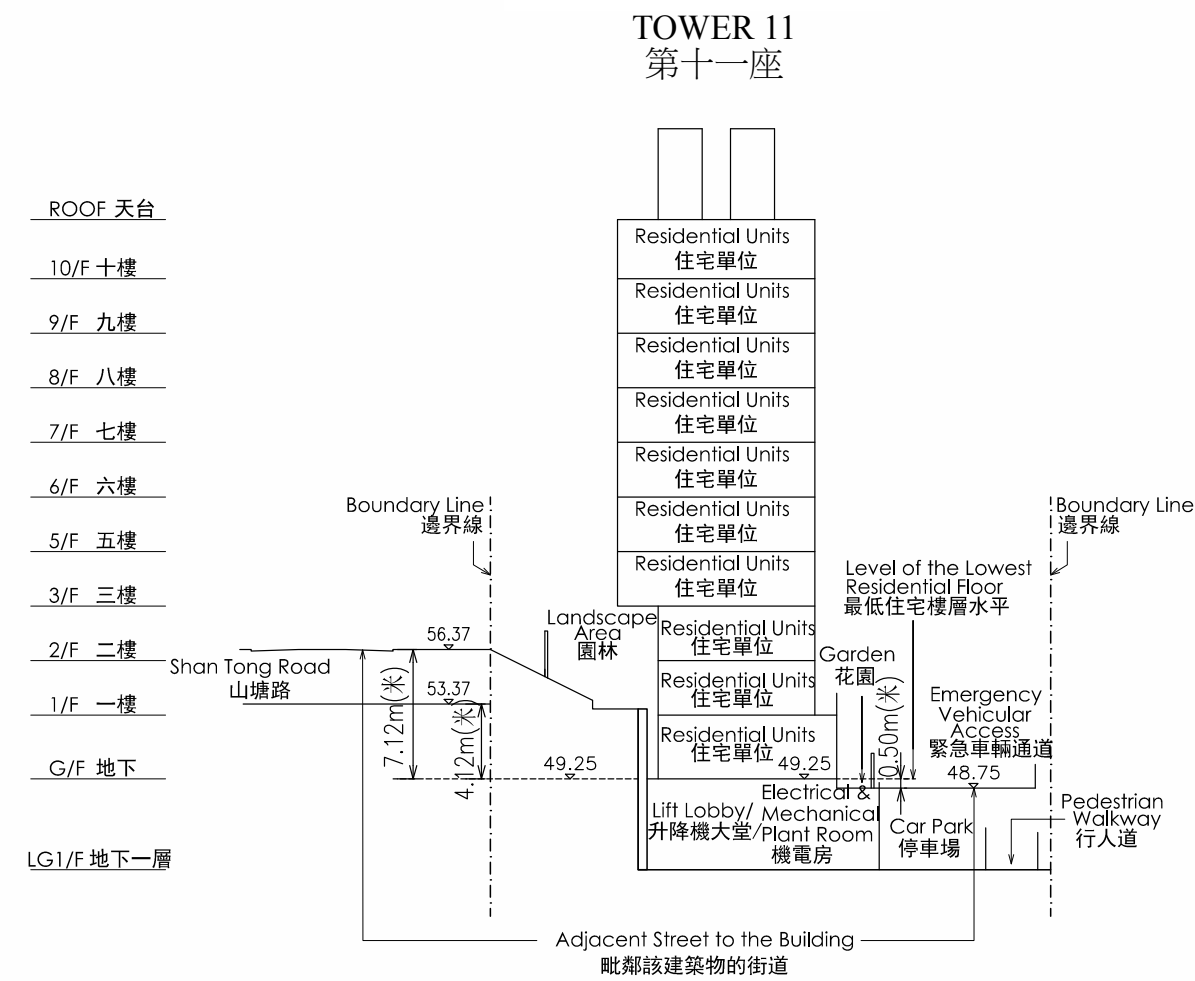 TOWER 11
第十一座
ROOF 天台
10/F 十樓
9/F 九樓
8/F 八樓
7/F 七樓
6/F 六樓
5/F 五樓
3/F 三樓
2/F 二樓
1/F 一樓
G/F 地下
LG1/F 地下一層
Residential Units
住宅單位
Residential Units
住宅單位
Residential Units
住宅單位
Residential Units
住宅單位
Residential Units
住宅單位
Residential Units
住宅單位
Residential Units
住宅單位
Residential Units
住宅單位
Residential Units
住宅單位
Residential Units
住宅單位
Boundary Line
邊界線
Boundary Line
邊界線
Level of the Lowest
Residential Floor
最低住宅樓層水平
Landscape
Area
園林
56.37
Shan Tong Road
山塘路
53.37
7.12m(米)
4.12m(米)
49.25
49.25
Garden
花園
0.50m(米)
Emergency
Vehicular
Access
緊急車輛通道
48.75
Lift Lobby/
升降機大堂/
Electrical &
Mechanical
Plant Room
機電房
Car Park
停車場
Pedestrian
Walkway
行人道
Adjacent Street to the Building
毗鄰該建築物的街道